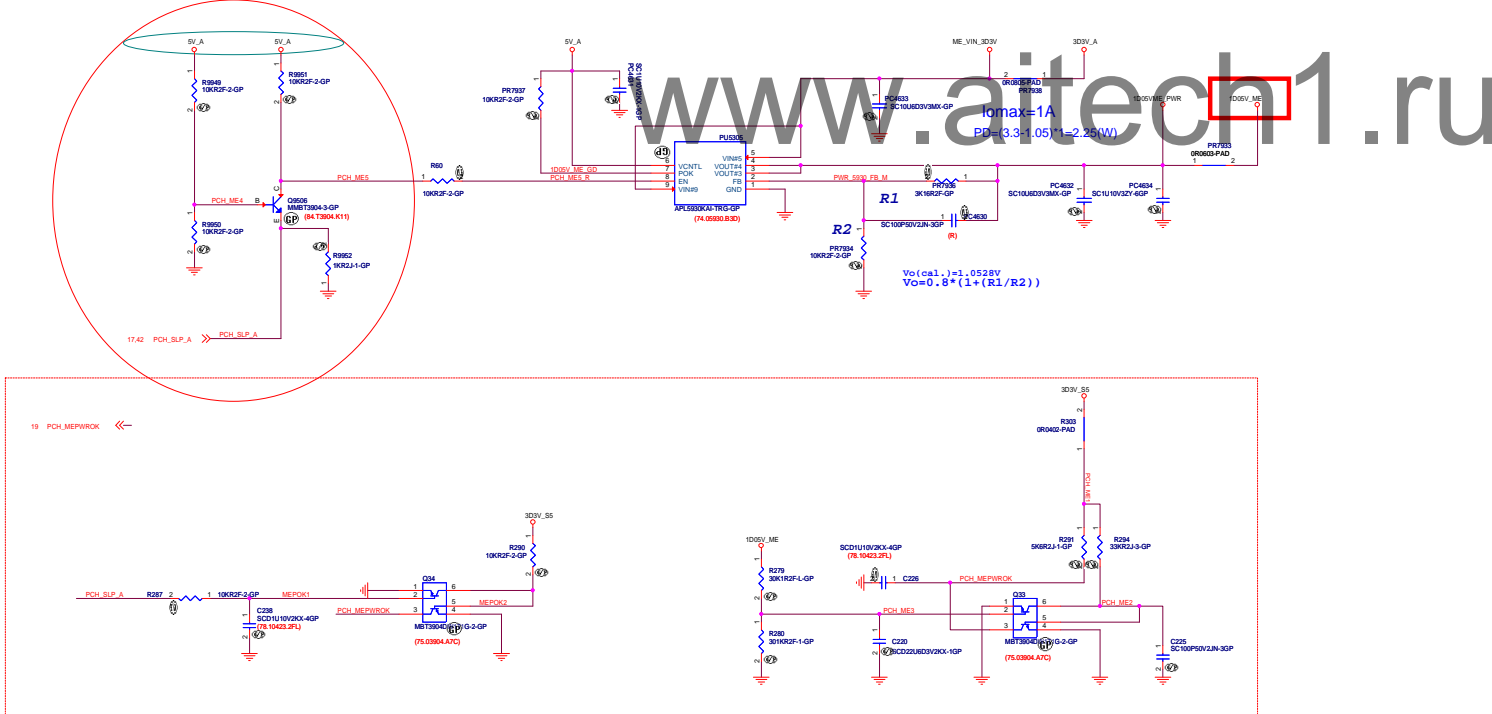 www.aitech1.ru
5V_A
5V_A
5V_A
ME_VIN_3D3V
3D3V_A
R9949
10KR2F-2-GP
R9951
10KR2F-2-GP
PR7937
10KR2F-2-GP
PC4633
SC10U6D3V3MX-GP
0R0805-PAD
PR7938
Iomax=1A
PD=(3.3-1.05)*1=2.25(W)
1D05VME_PWR
1D05V_ME
PR7933
0R0603-PAD
PU5305
R60
10KR2F-2-GP
PCH_ME5
1D05V_ME_GD
PCH_ME5_R
6 VCNTL
7 POK
8 EN
9 VIN#9
VIN#5 5
VOUT#4 4
VOUT#3 3
FB 2
GND 1
APL5930KAI-TRG-GP
(74.05930.B3D)
PWR_5930_FB_M
PR7936
3K16R2F-GP
R1
SC100P50V2JN-3GP
(R)
R2
PR7934
10KR2F-2-GP
PC4632
SC10U6D3V3MX-GP
PC4634
SC1U10V3ZY-6GP
Vo(cal.)=1.0528V
Vo=0.8*(1+(R1/R2))
PCH_ME4
B
C
E
Q9506
MMBT3904-3-GP
(84.T3904.K11)
R9950
10KR2F-2-GP
R9952
1KR2J-1-GP
17,42 PCH_SLP_A
PCH_SLP_A
19 PCH_MEPWROK
3D3V_S5
R303
0R0402-PAD
PCH_ME1
R291
5K6R2J-1-GP
R294
33KR2J-3-GP
3D3V_S5
R290
10KR2F-2-GP
1D05V_ME
R279
30K1R2F-L-GP
SCD1U10V2KX-4GP
(78.10423.2FL)
C226
PCH_MEPWROK
PCH_SLP_A
R287
10KR2F-2-GP
MEPOK1
C238
SCD1U10V2KX-4GP
(78.10423.2FL)
Q34
PCH_MEPWROK
MEPOK2
(75.03904.A7C)
PCH_ME3
R280
301KR2F-1-GP
C220
SCD22U6D3V2KX-1GP
Q33
PCH_ME2
(75.03904.A7C)
C225
SC100P50V2JN-3GP